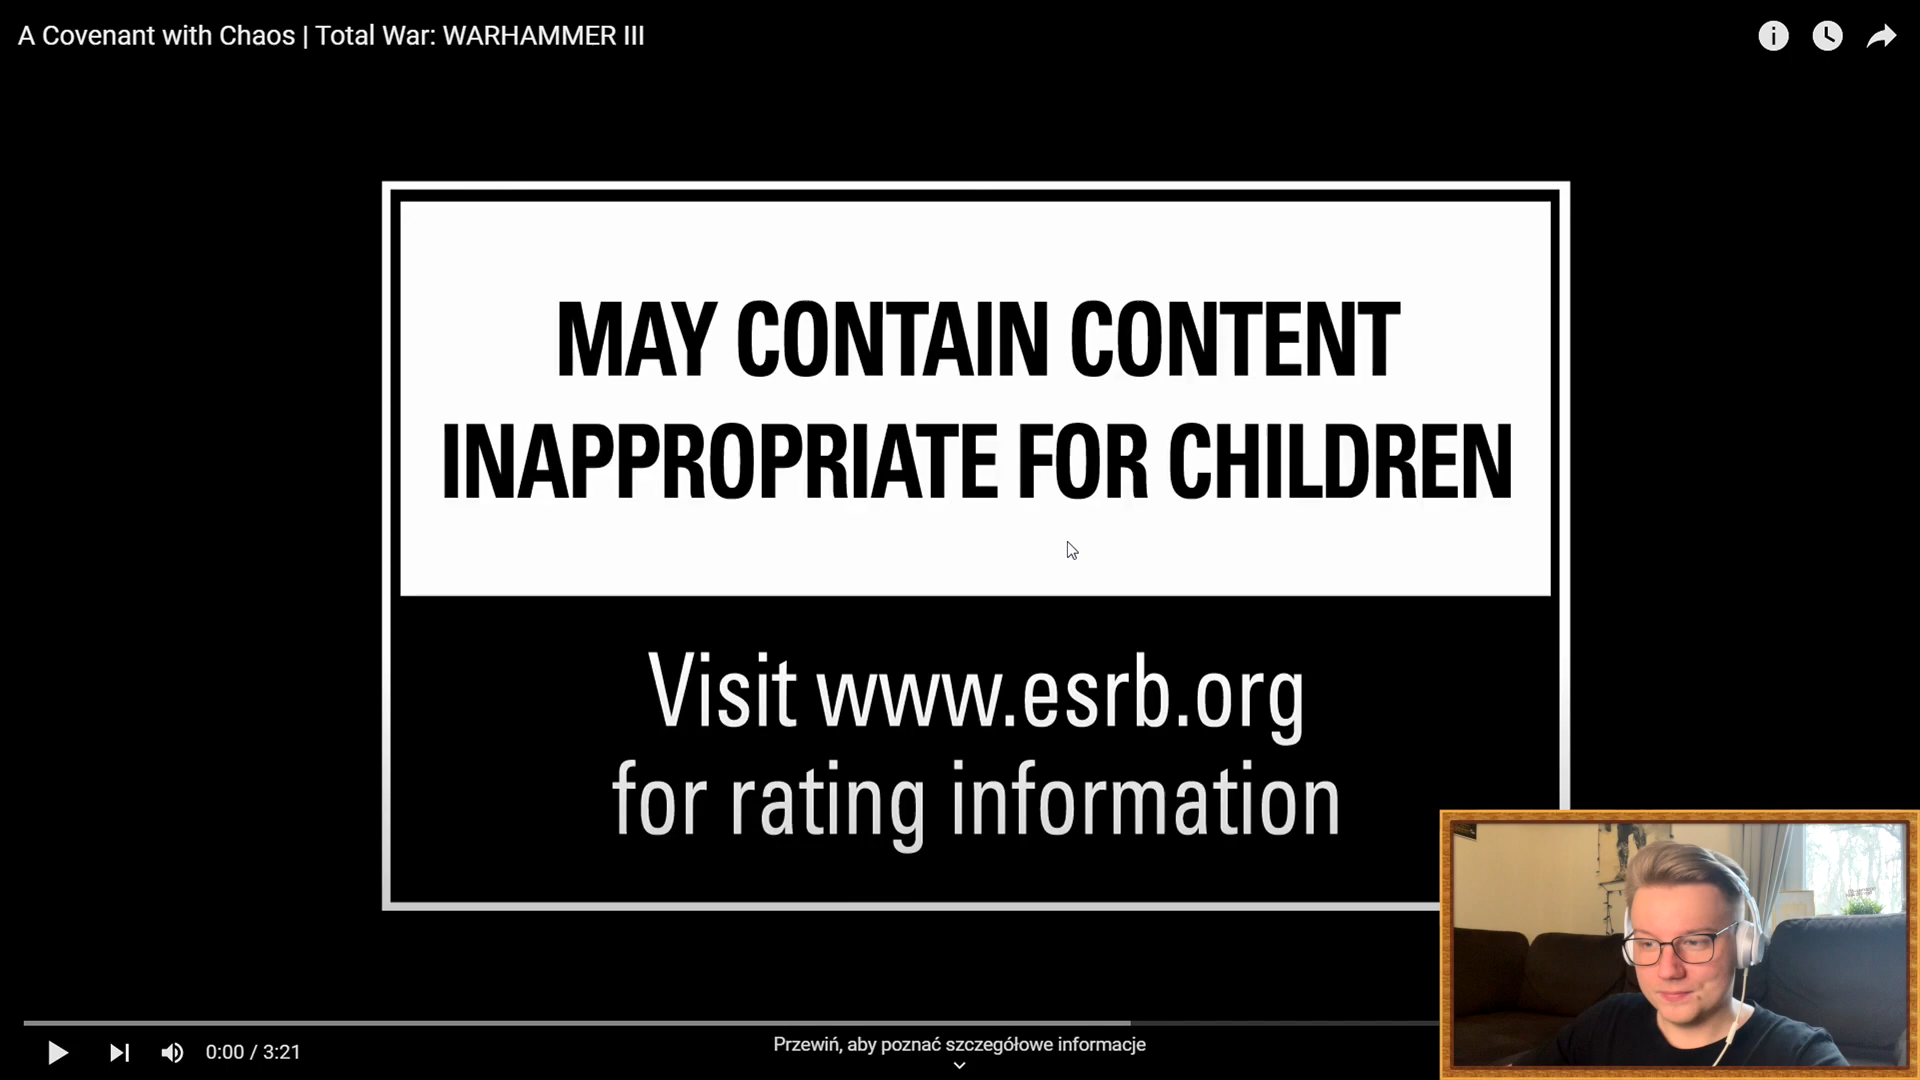 A Covenant with Chaos | Total War: WARHAMMER III
MAY CONTAIN CONTENT
INAPPROPRIATE FOR CHILDREN
Visit www.esrb.org
for rating information
0:00 / 3:21
Przewiń, aby poznać szczegółowe informacje